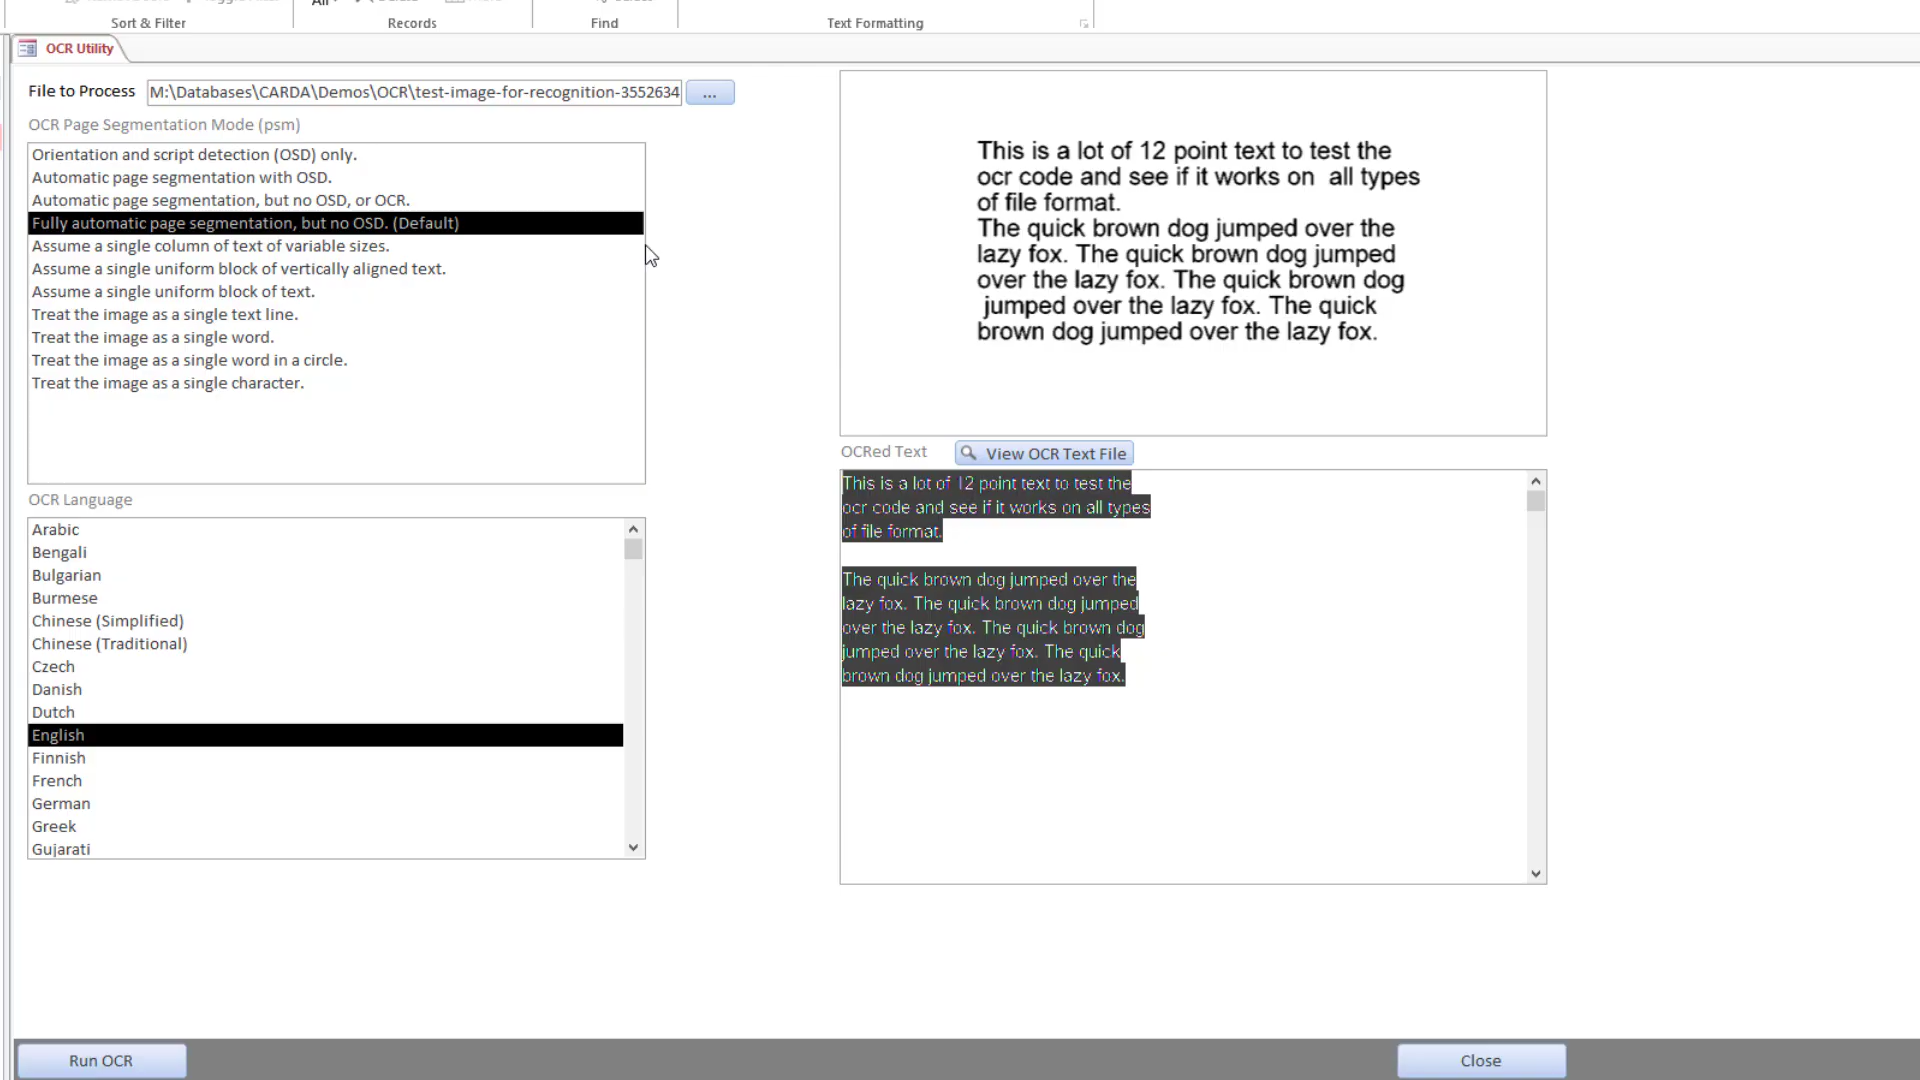 Sort & Filter
Records
Find
Text Formatting
OCR Utility
File to Process
M:\Databases\CARDA\Demos\OCR\test-image-for-recognition-3552634
...
OCR Page Segmentation Mode (psm)
Orientation and script detection (OSD) only.
Automatic page segmentation with OSD.
Automatic page segmentation, but no OSD, or OCR.
Fully automatic page segmentation, but no OSD. (Default)
Assume a single column of text of variable sizes.
Assume a single uniform block of vertically aligned text.
Assume a single uniform block of text.
Treat the image as a single text line.
Treat the image as a single word.
Treat the image as a single word in a circle.
Treat the image as a single character.
OCR Language
Arabic
Bengali
Bulgarian
Burmese
Chinese (Simplified)
Chinese (Traditional)
Czech
Danish
Dutch
English
Finnish
French
German
Greek
Gujarati
This is a lot of 12 point text to test the
ocr code and see if it works on  all types
of file format.
The quick brown dog jumped over the
lazy fox. The quick brown dog jumped
over the lazy fox. The quick brown dog
jumped over the lazy fox. The quick
brown dog jumped over the lazy fox.
OCRed Text
View OCR Text File
This is a lot of 12 point text to test the
ocr code and see if it works on all types
of file format.
The quick brown dog jumped over the
lazy fox. The quick brown dog jumped
over the lazy fox. The quick brown dog
jumped over the lazy fox. The quick
brown dog jumped over the lazy fox.
Run OCR
Close